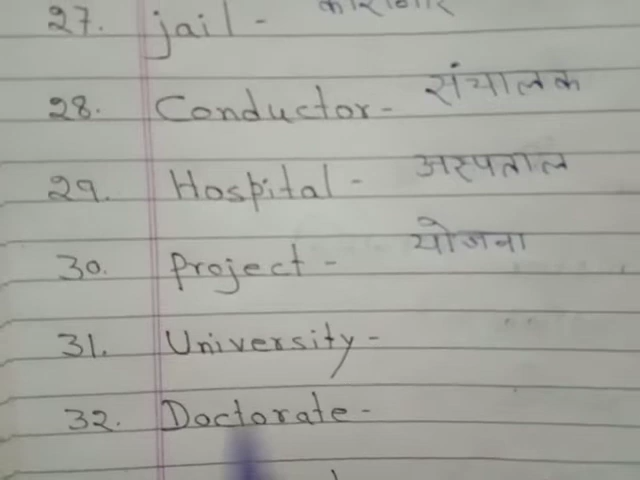 27. jail - कारागार
28. Conductor - संचालक
29. Hospital - अस्पताल
30. Project - योजना
31. University -
32. Doctorate -